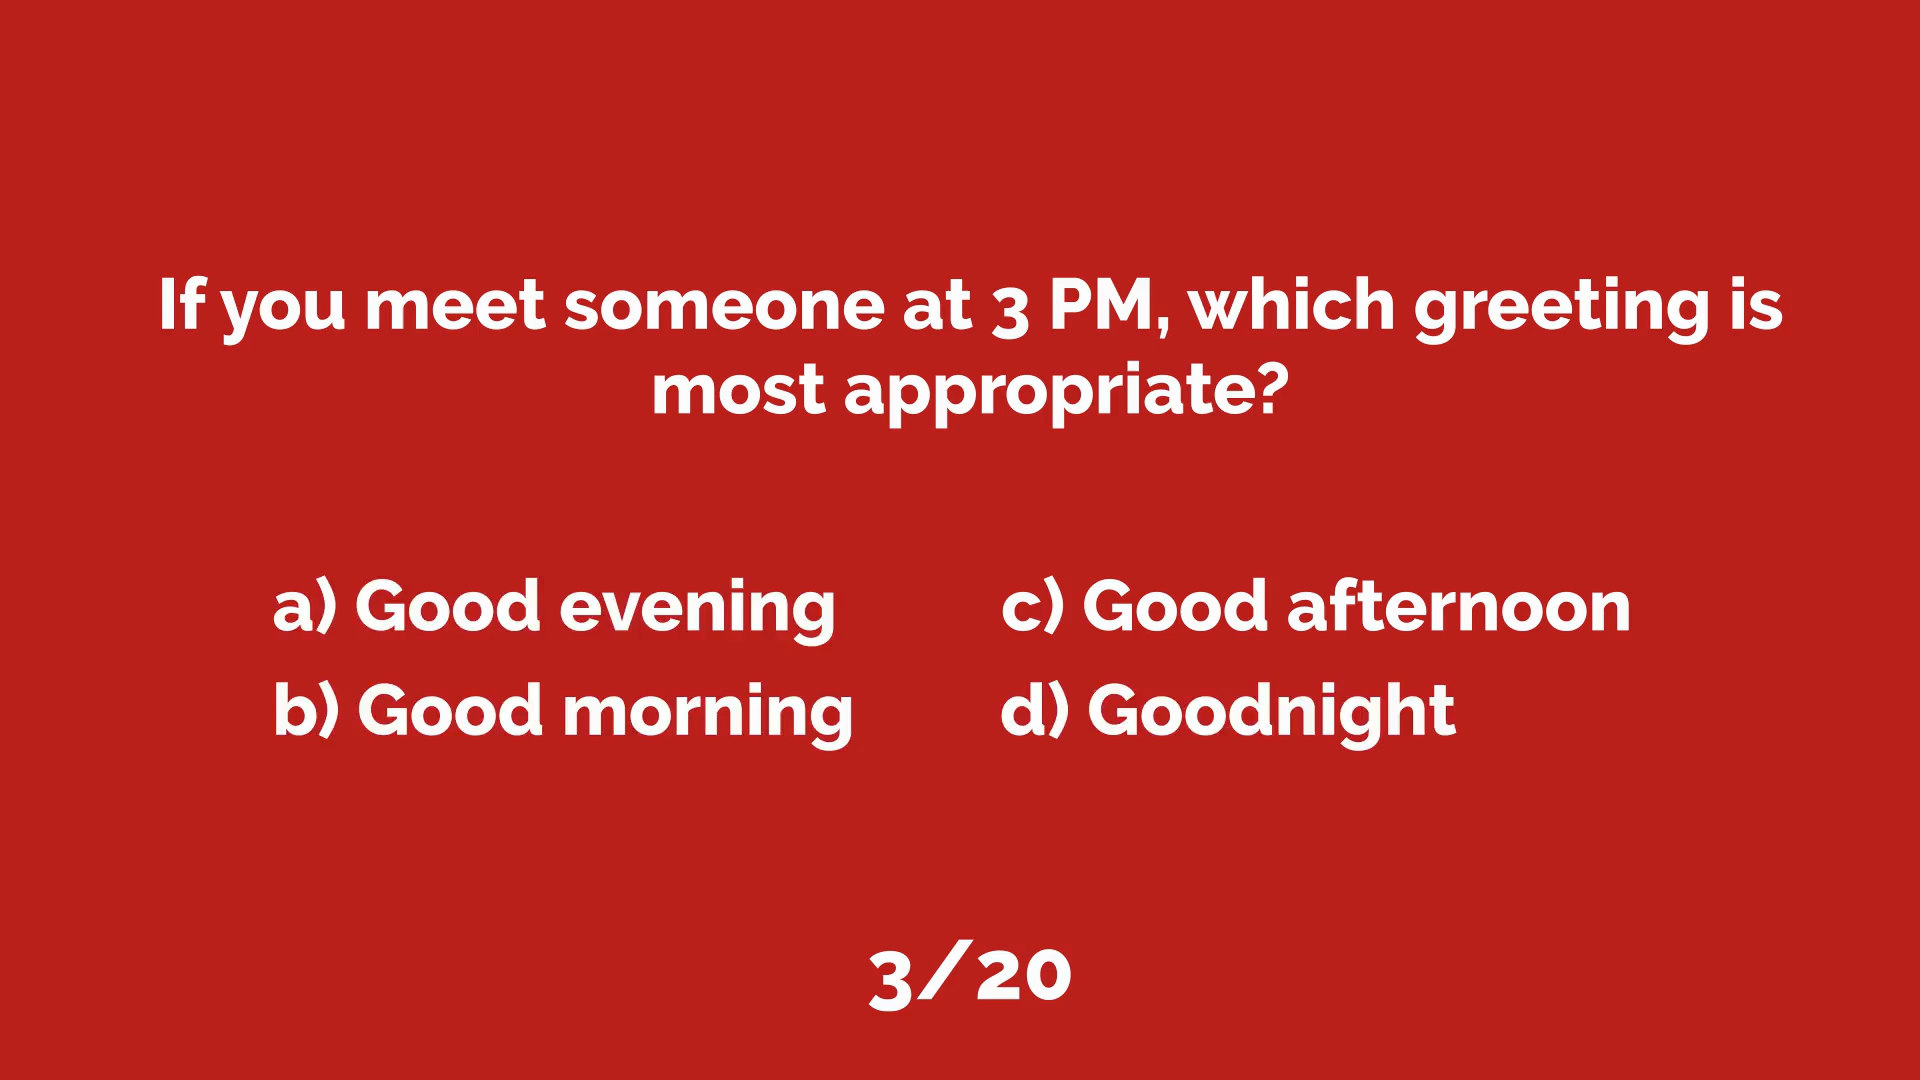 If you meet someone at 3 PM, which greeting is
most appropriate?
a) Good evening
b) Good morning
c) Good afternoon
d) Goodnight
3/20